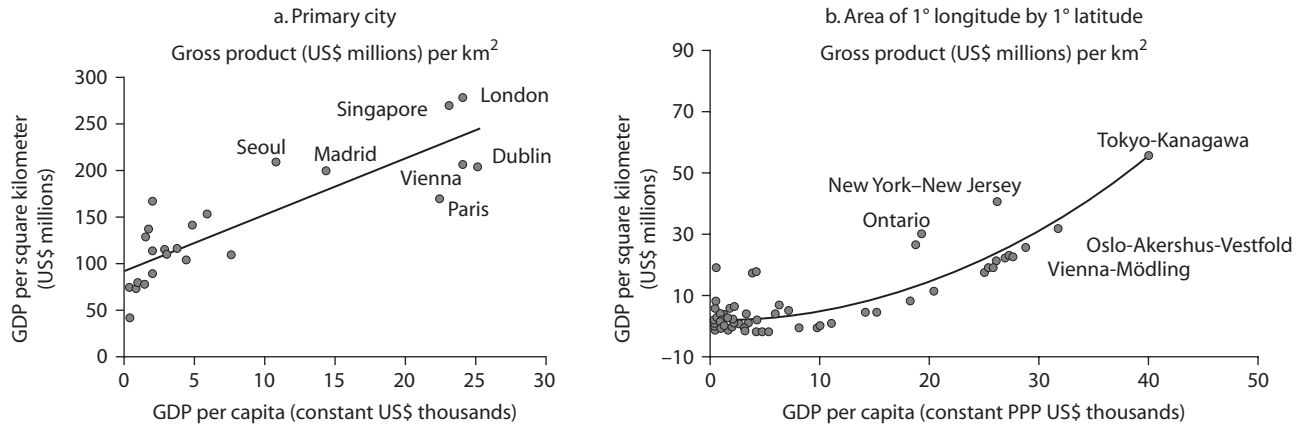 a. Primary city
Gross product (US$ millions) per km2
GDP per square kilometer
(US$ millions)
300
250
200
150
100
50
0
0
5
10
15
20
25
30
Singapore
London
Seoul
Madrid
Vienna
Dublin
Paris
GDP per capita (constant US$ thousands)
b. Area of 1° longitude by 1° latitude
Gross product (US$ millions) per km2
GDP per square kilometer
(US$ millions)
90
70
50
30
10
–10
0
10
20
30
40
50
Tokyo-Kanagawa
New York–New Jersey
Ontario
Oslo-Akershus-Vestfold
Vienna-Mödling
GDP per capita (constant PPP US$ thousands)